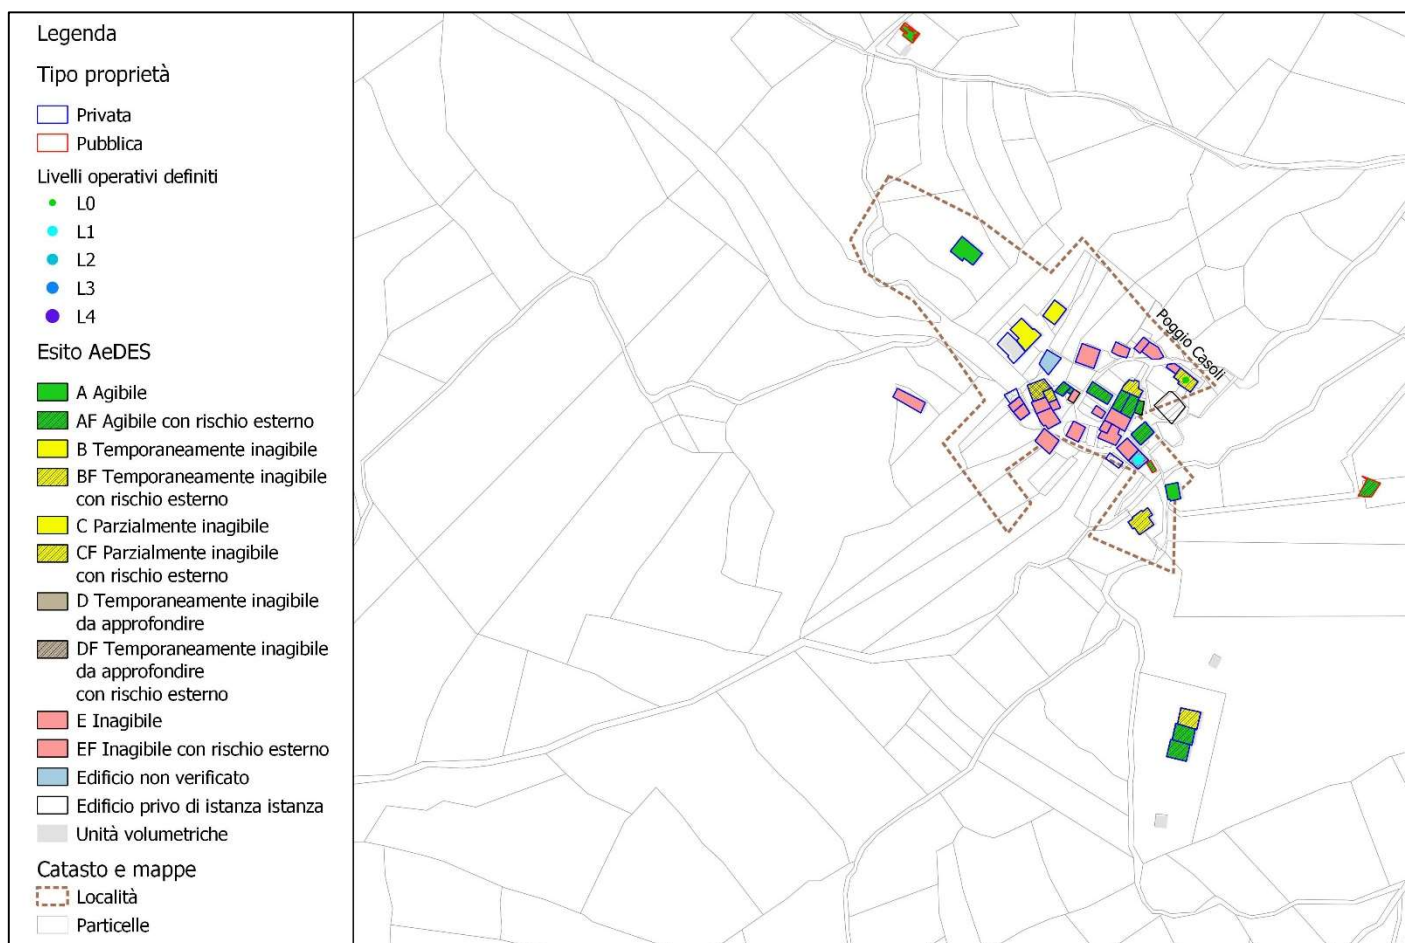 Legenda
Tipo proprietà
Privata
Pubblica
Livelli operativi definiti
L0
L1
L2
L3
L4
Esito AeDES
A Agibile
AF Agibile con rischio esterno
B Temporaneamente inagibile
BF Temporaneamente inagibile
con rischio esterno
C Parzialmente inagibile
CF Parzialmente inagibile
con rischio esterno
D Temporaneamente inagibile
da approfondire
DF Temporaneamente inagibile
da approfondire
con rischio esterno
E Inagibile
EF Inagibile con rischio esterno
Edificio non verificato
Edificio privo di istanza istanza
Unità volumetriche
Catasto e mappe
Località
Particelle
Poggio Casoli